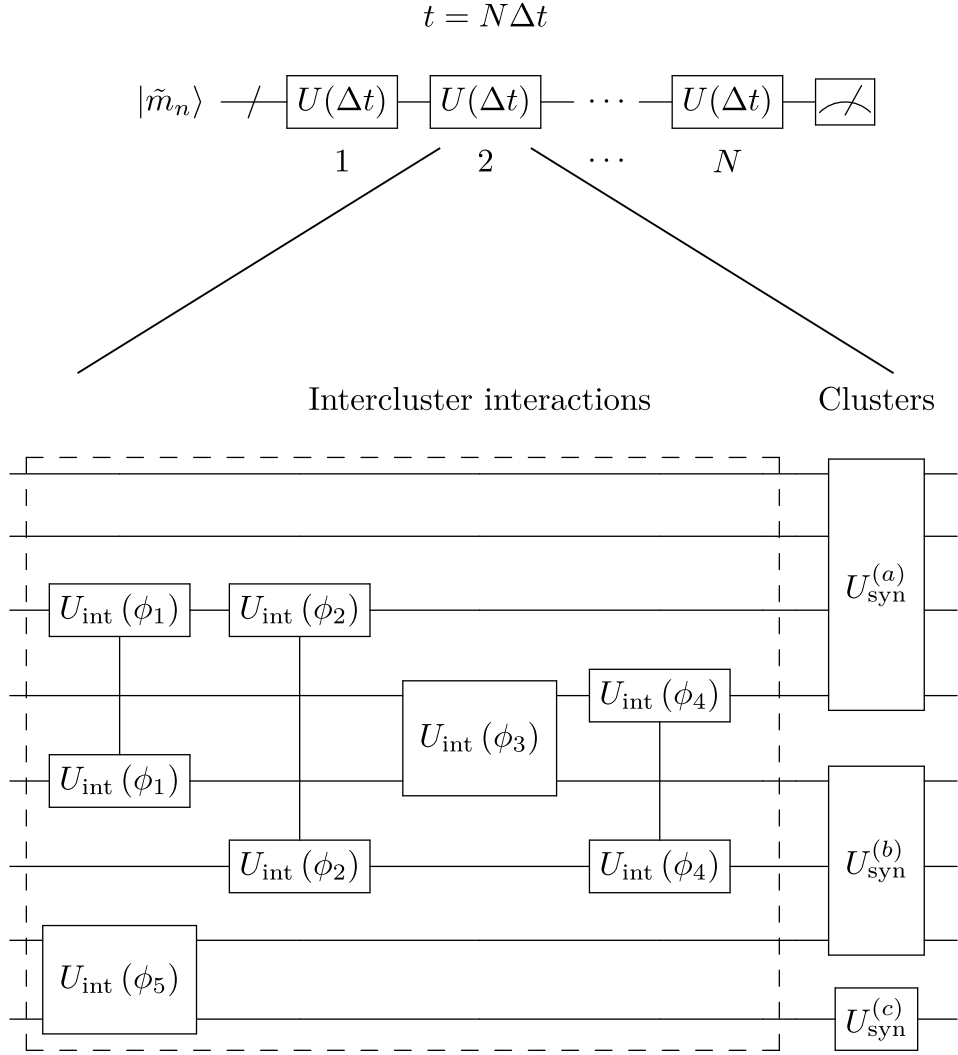 t = NΔt
|m̃ₙ⟩ U(Δt) U(Δt) ⋯ U(Δt)
1 2 ⋯ N
Intercluster interactions Clusters
U_syn^(a)
U_int (ϕ₁) U_int (ϕ₂)
U_int (ϕ₄)
U_int (ϕ₃)
U_int (ϕ₁)
U_int (ϕ₂) U_int (ϕ₄) U_syn^(b)
U_int (ϕ₅)
U_syn^(c)